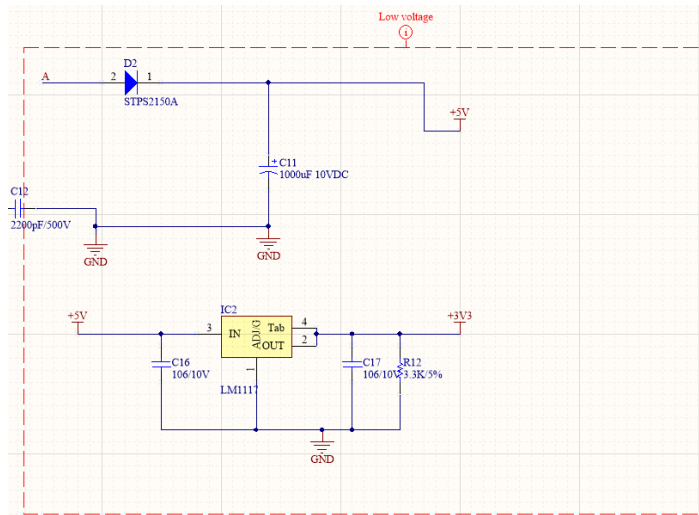 Low voltage
i
D2
A
2
1
STPS2150A
+5V
C11
+
1000uF 10VDC
C12
2200pF/500V
GND
GND
+5V
IC2
+3V3
3
IN
ADJ/G
Tab
4
OUT
2
C16
106/10V
1
LM1117
C17
106/10V
R12
3.3K/5%
GND